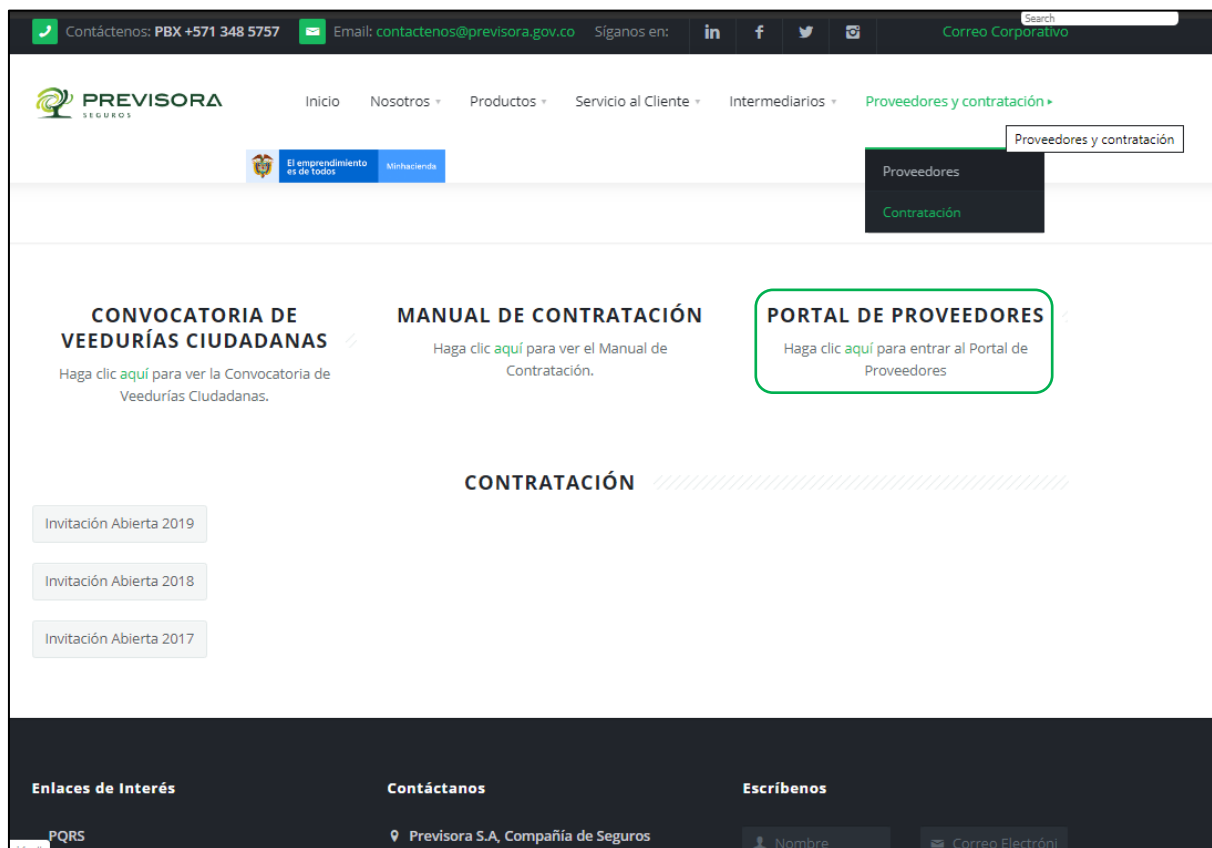 Search
Contáctenos: PBX +571 348 5757 Email: contactenos@previsora.gov.co Síganos en: Correo Corporativo
PREVISORA
SEGUROS
Inicio Nosotros Productos Servicio al Cliente Intermediarios Proveedores y contratación
Proveedores y contratación
El emprendimiento
es de todos
Minhacienda
Proveedores
Contratación
CONVOCATORIA DE
VEEDURÍAS CIUDADANAS
Haga clic aquí para ver la Convocatoria de
Veedurías CIudadanas.
MANUAL DE CONTRATACIÓN
Haga clic aquí para ver el Manual de
Contratación.
PORTAL DE PROVEEDORES
Haga clic aquí para entrar al Portal de
Proveedores
CONTRATACIÓN
Invitación Abierta 2019
Invitación Abierta 2018
Invitación Abierta 2017
Enlaces de Interés
PQRS
Contáctanos
Previsora S.A, Compañía de Seguros
Escríbenos
Nombre
Correo Electróni